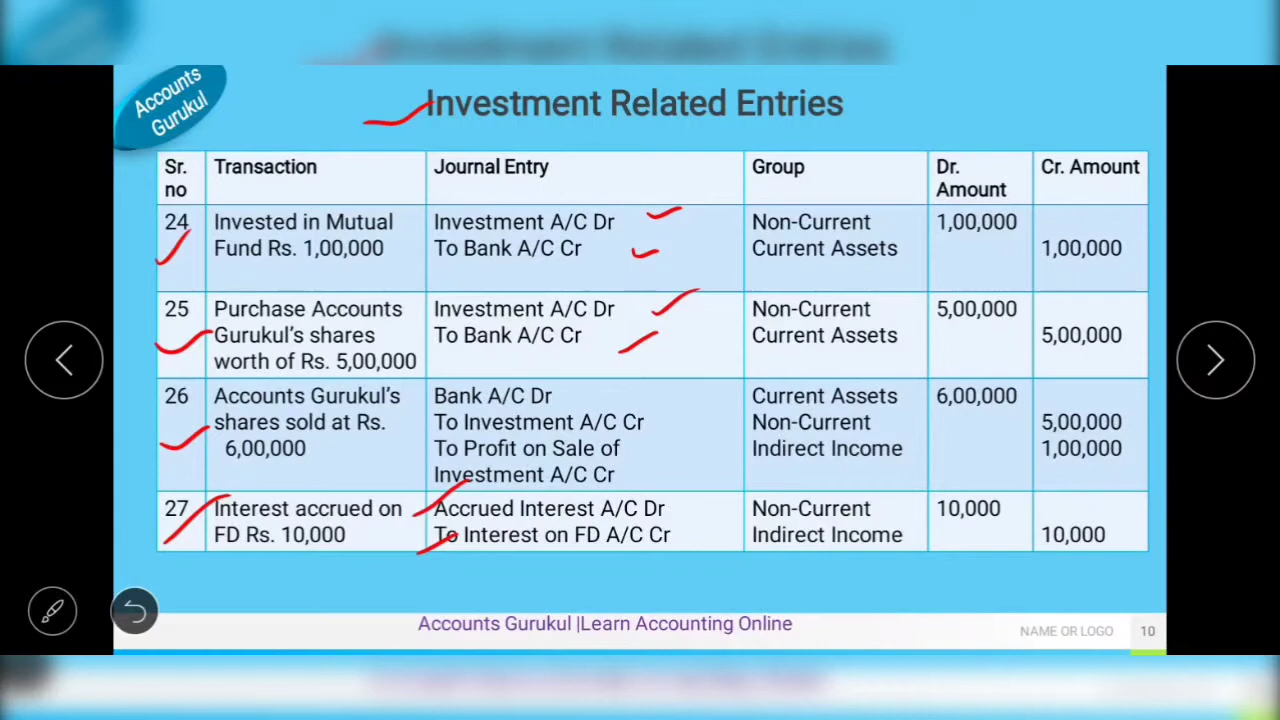 Accounts
Gurukul
Investment Related Entries
Sr. no | Transaction | Journal Entry | Group | Dr. Amount | Cr. Amount
24 | Invested in Mutual Fund Rs. 1,00,000 | Investment A/C Dr To Bank A/C Cr | Non-Current Current Assets | 1,00,000 | 1,00,000
25 | Purchase Accounts Gurukul's shares worth of Rs. 5,00,000 | Investment A/C Dr To Bank A/C Cr | Non-Current Current Assets | 5,00,000 | 5,00,000
26 | Accounts Gurukul's shares sold at Rs. 6,00,000 | Bank A/C Dr To Investment A/C Cr To Profit on Sale of Investment A/C Cr | Current Assets Non-Current Indirect Income | 6,00,000 | 5,00,000 1,00,000
27 | Interest accrued on FD Rs. 10,000 | Accrued Interest A/C Dr To Interest on FD A/C Cr | Non-Current Indirect Income | 10,000 | 10,000
Accounts Gurukul |Learn Accounting Online
NAME OR LOGO
10